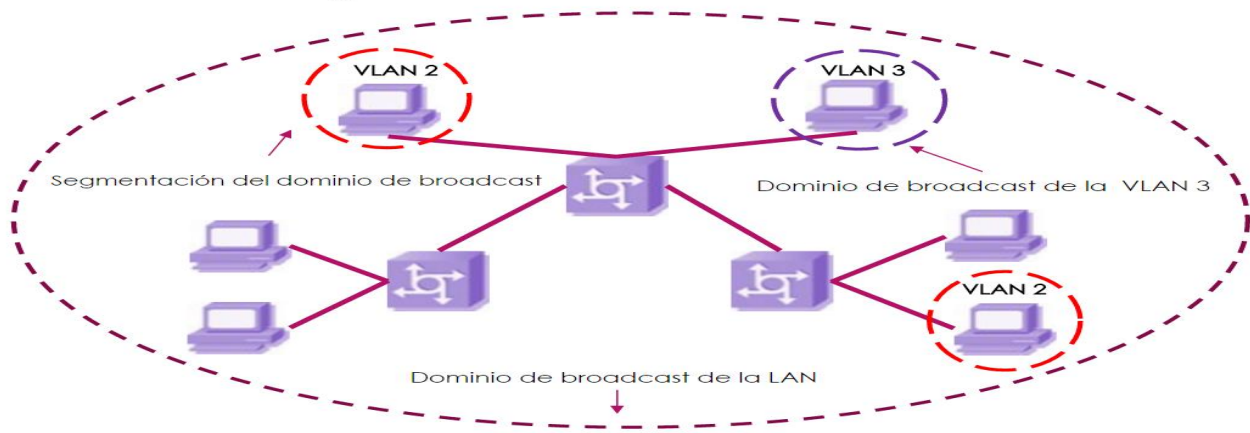 VLAN 2
VLAN 3
Segmentación del dominio de broadcast
Dominio de broadcast de la VLAN 3
VLAN 2
Dominio de broadcast de la LAN